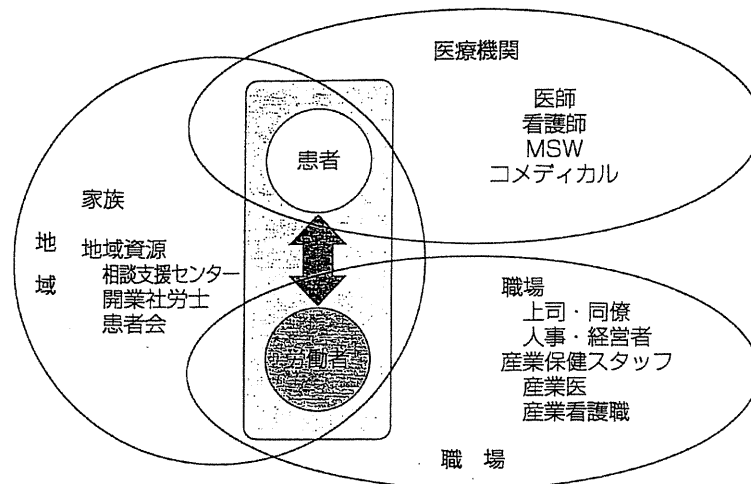 医療機関
医師
看護師
MSW
コメディカル
患者
家族
地域
地域資源
相談支援センター
開業社労士
患者会
労働者
職場
上司・同僚
人事・経営者
産業保健スタッフ
産業医
産業看護職
職 場